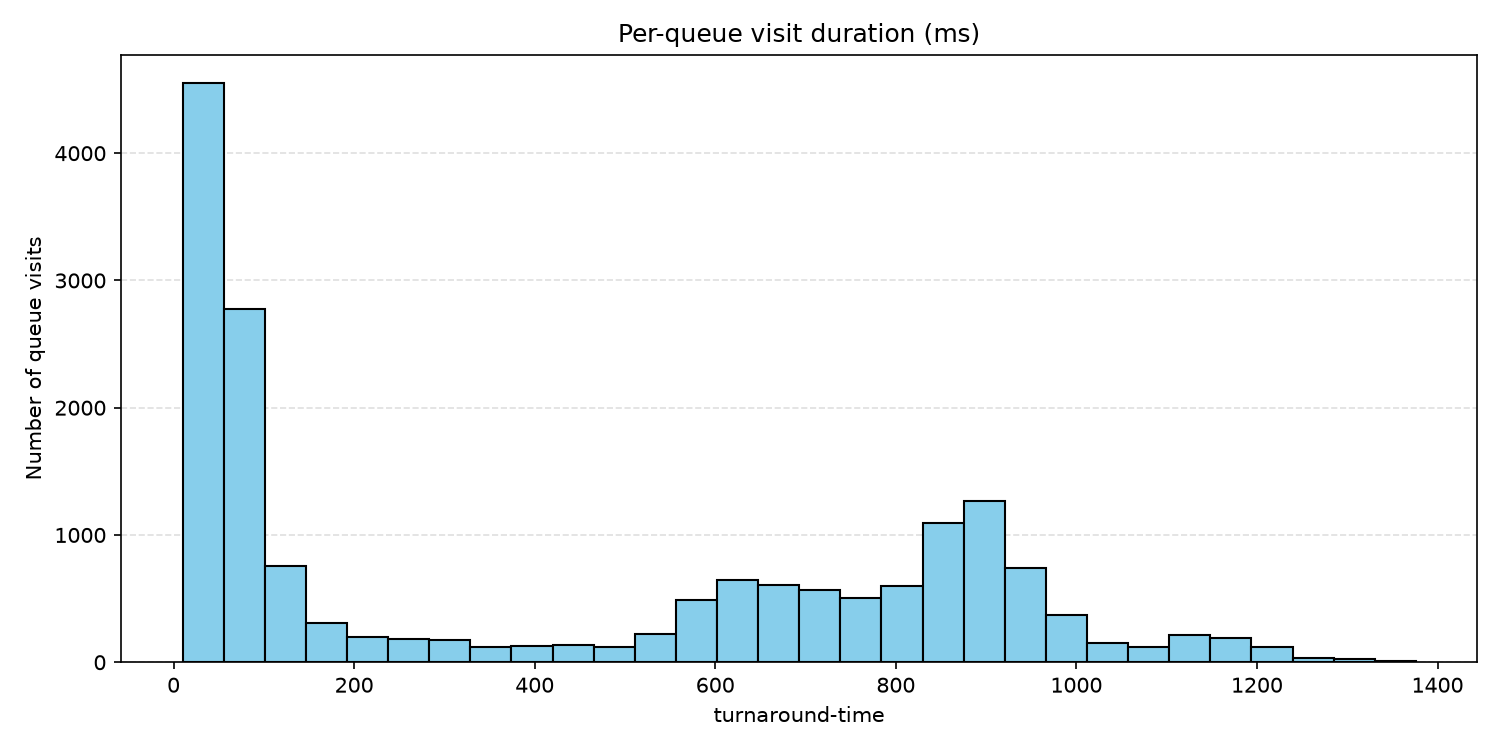 Per-queue visit duration (ms)
Number of queue visits
4000
3000
2000
1000
0
0 200 400 600 800 1000 1200 1400
turnaround-time